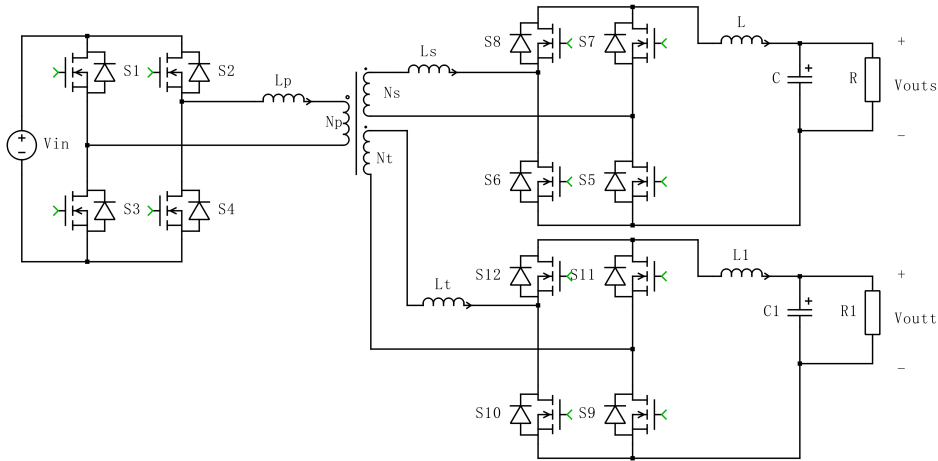 S8
S7
L
+
Ls
S1
S2
C
+
R
Vouts
Lp
Ns
Vin
Np
−
Nt
S6
S5
S3
S4
L1
+
S12
S11
Lt
C1
+
R1
Voutt
−
S10
S9